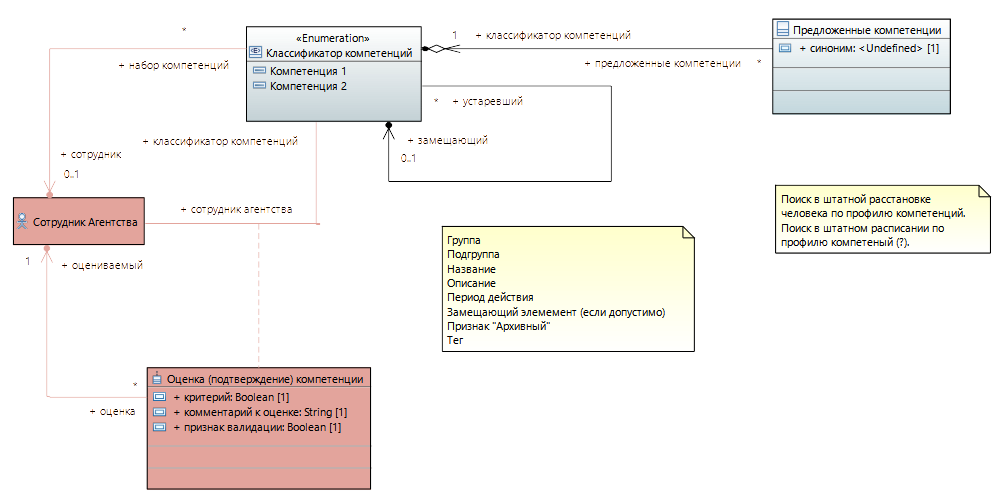 «Enumeration»
Классификатор компетенций
Компетенция 1
Компетенция 2
1
+ классификатор компетенций
+ предложенные компетенции
*
Предложенные компетенции
+ синоним: <Undefined> [1]
*
+ набор компетенций
* + устаревший
+ замещающий
0..1
+ классификатор компетенций
+ сотрудник
0..1
+ сотрудник агентства
Сотрудник Агентства
1
+ оцениваемый
Поиск в штатной расстановке
человека по профилю компетенций.
Поиск в штатном расписании по
профилю компетеный (?).
Группа
Подгруппа
Название
Описание
Период действия
Замещающий элемемент (если допустимо)
Признак "Архивный"
Тег
*
+ оценка
Оценка (подтверждение) компетенции
+ критерий: Boolean [1]
+ комментарий к оценке: String [1]
+ признак валидации: Boolean [1]